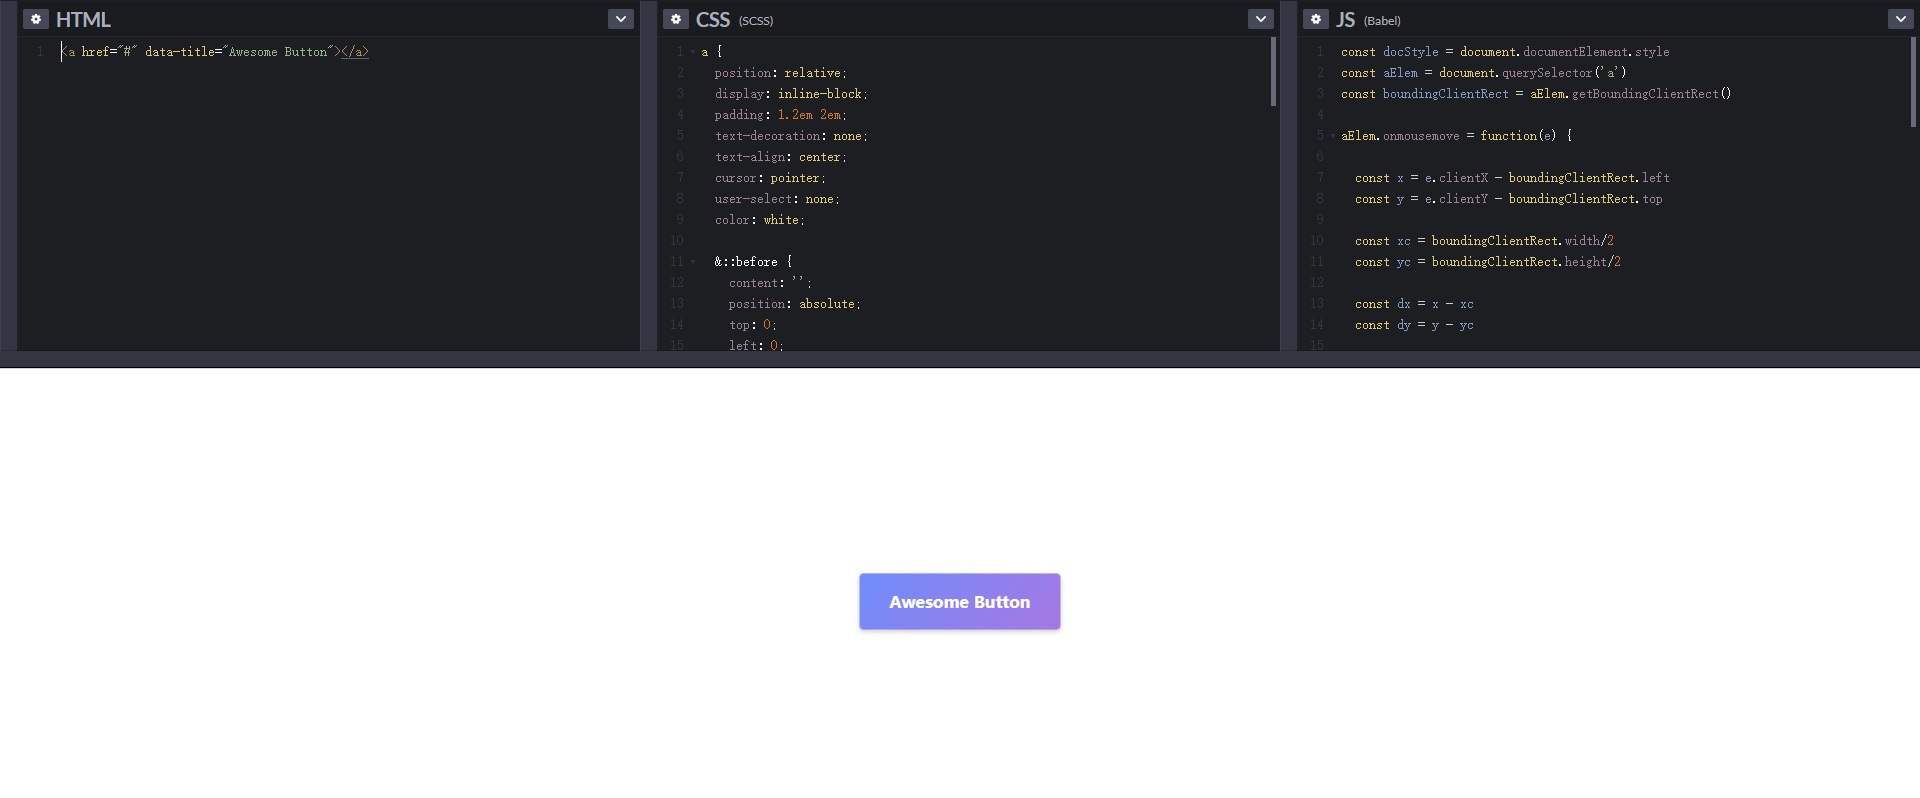 HTML
1 <a href="#" data-title="Awesome Button"></a>
CSS (SCSS)
1 a {
2 position: relative;
3 display: inline-block;
4 padding: 1.2em 2em;
5 text-decoration: none;
6 text-align: center;
7 cursor: pointer;
8 user-select: none;
9 color: white;
10
11 &::before {
12 content: '';
13 position: absolute;
14 top: 0;
15 left: 0;
JS (Babel)
1 const docStyle = document.documentElement.style
2 const aElem = document.querySelector('a')
3 const boundingClientRect = aElem.getBoundingClientRect()
4
5 aElem.onmousemove = function(e) {
6
7 const x = e.clientX - boundingClientRect.left
8 const y = e.clientY - boundingClientRect.top
9
10 const xc = boundingClientRect.width/2
11 const yc = boundingClientRect.height/2
12
13 const dx = x - xc
14 const dy = y - yc
15
Awesome Button